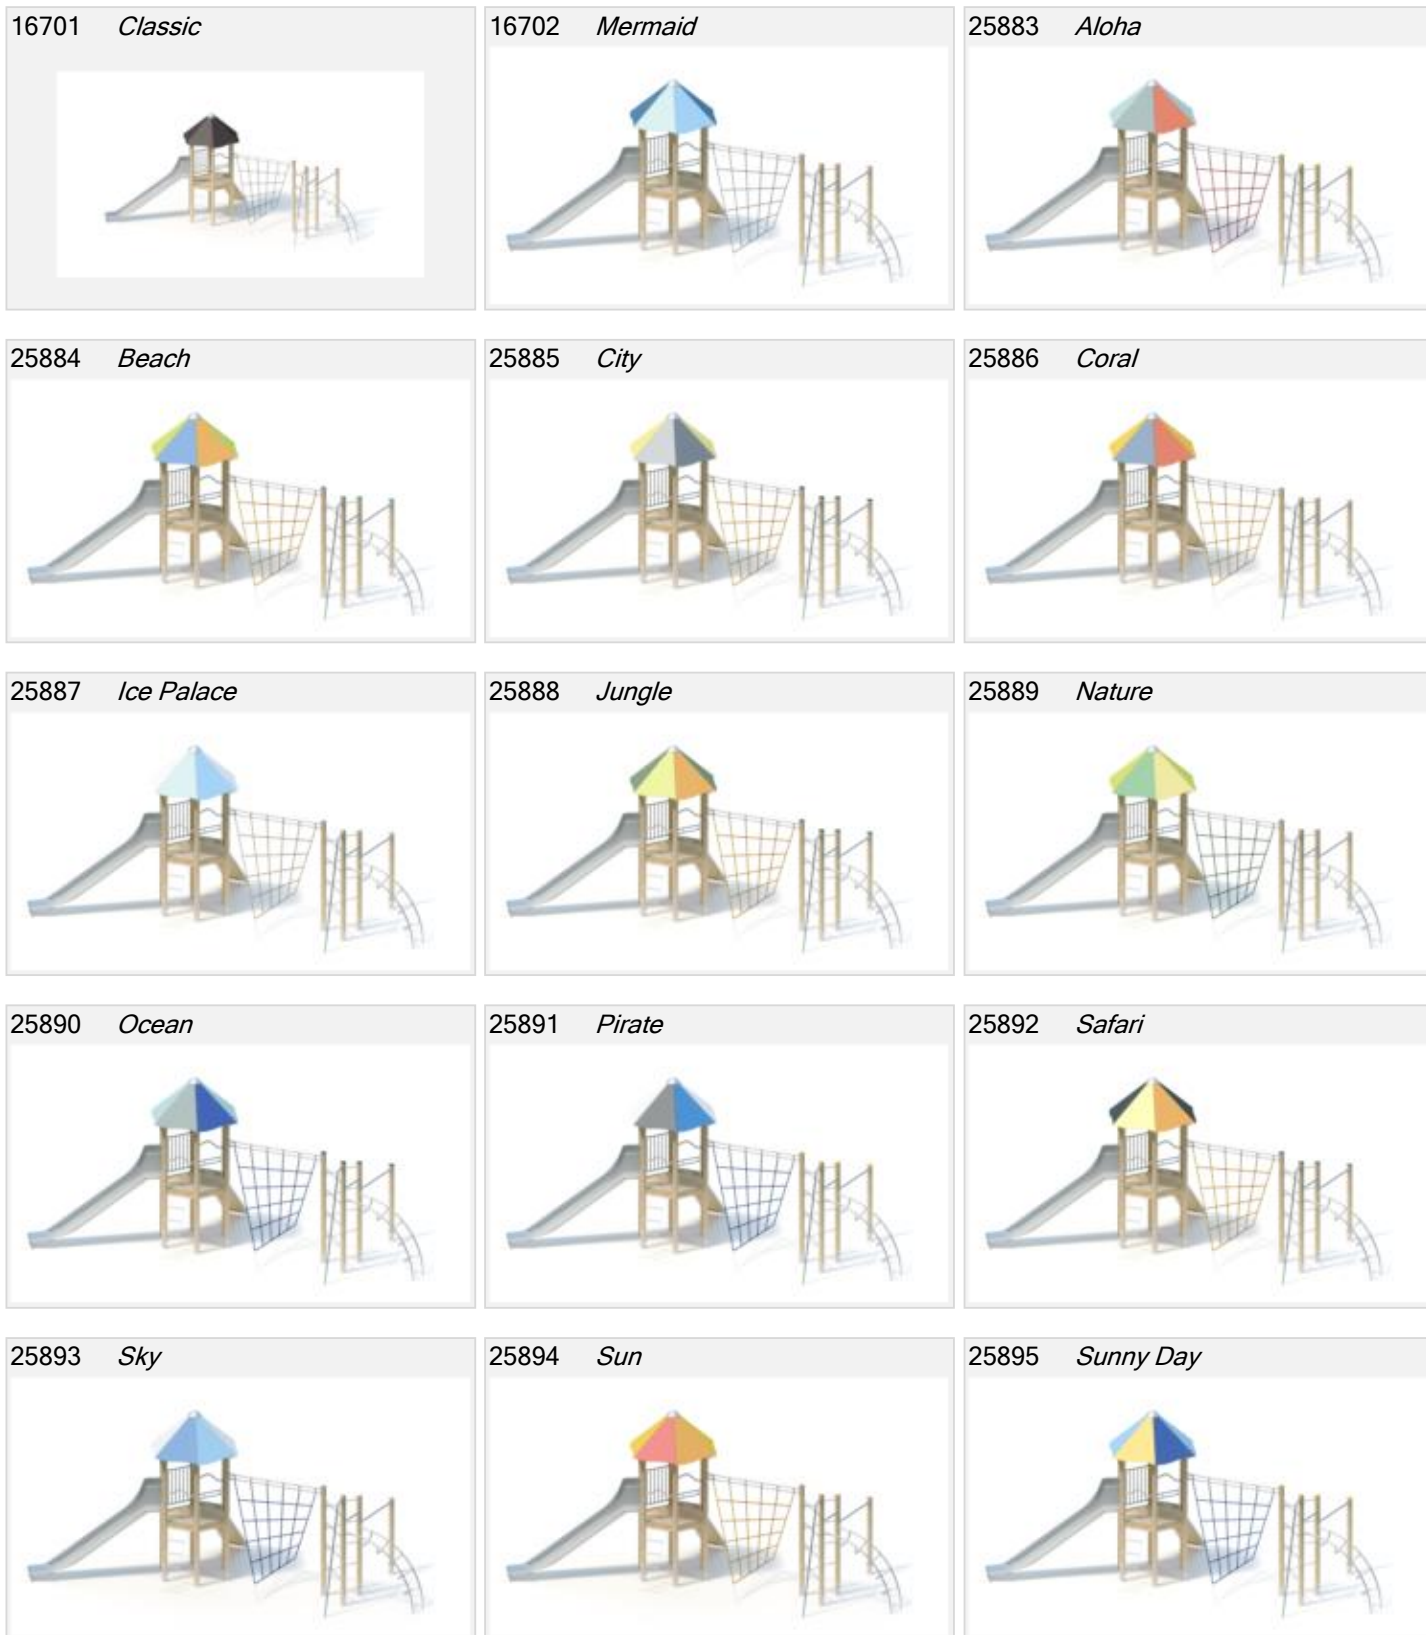 16701 Classic
16702 Mermaid
25883 Aloha
25884 Beach
25885 City
25886 Coral
25887 Ice Palace
25888 Jungle
25889 Nature
25890 Ocean
25891 Pirate
25892 Safari
25893 Sky
25894 Sun
25895 Sunny Day